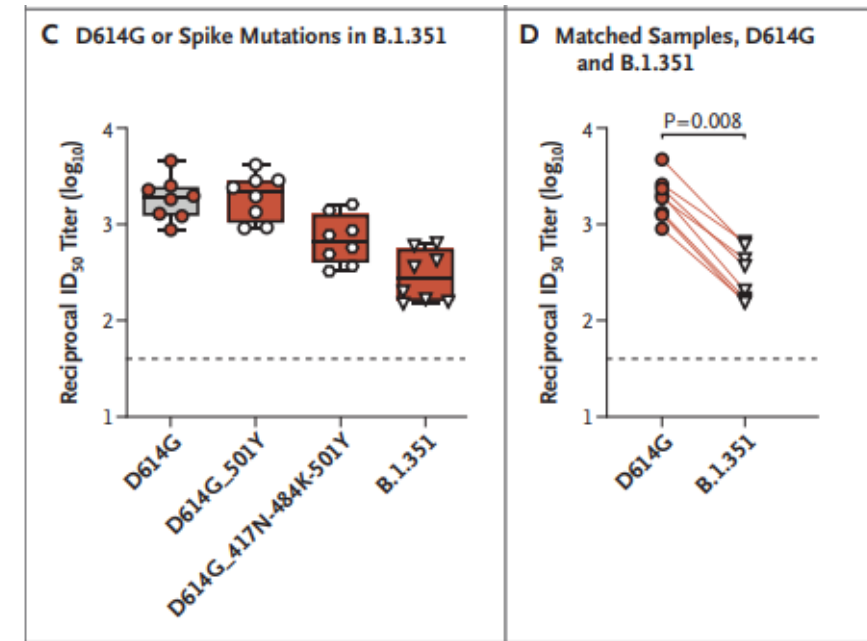 C D614G or Spike Mutations in B.1.351
Reciprocal ID50 Titer (log10)
4
3
2
1
D614G
D614G_501Y
D614G_417N-484K-501Y
B.1.351
D Matched Samples, D614G
and B.1.351
P=0.008
Reciprocal ID50 Titer (log10)
4
3
2
1
D614G
B.1.351